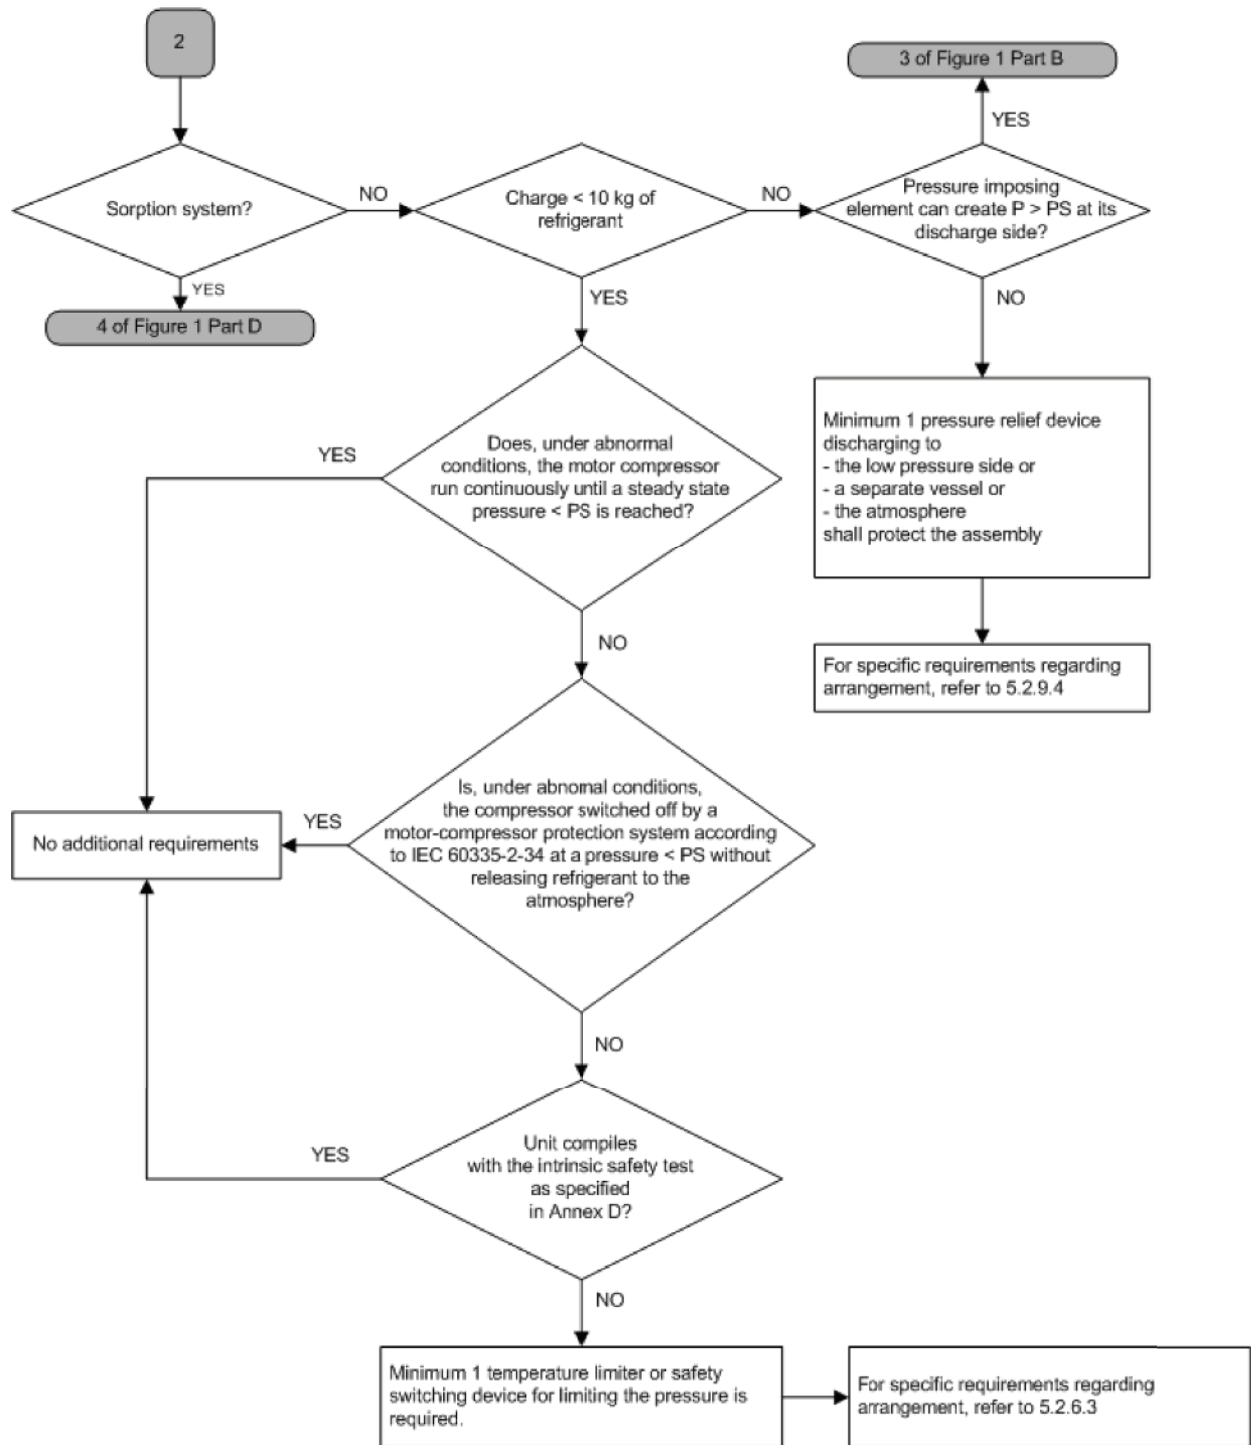 2
3 of Figure 1 Part B
YES
Sorption system?
NO
Charge < 10 kg of
refrigerant
NO
Pressure imposing
element can create P > PS at its
discharge side?
YES
4 of Figure 1 Part D
YES
NO
Minimum 1 pressure relief device
discharging to
- the low pressure side or
- a separate vessel or
- the atmosphere
shall protect the assembly
YES
Does, under abnormal
conditions, the motor compressor
run continuously until a steady state
pressure < PS is reached?
NO
For specific requirements regarding
arrangement, refer to 5.2.9.4
No additional requirements
YES
Is, under abnomal conditions,
the compressor switched off by a
motor-compressor protection system according
to IEC 60335-2-34 at a pressure < PS without
releasing refrigerant to the
atmosphere?
NO
YES
Unit compiles
with the intrinsic safety test
as specified
in Annex D?
NO
Minimum 1 temperature limiter or safety
switching device for limiting the pressure is
required.
For specific requirements regarding
arrangement, refer to 5.2.6.3